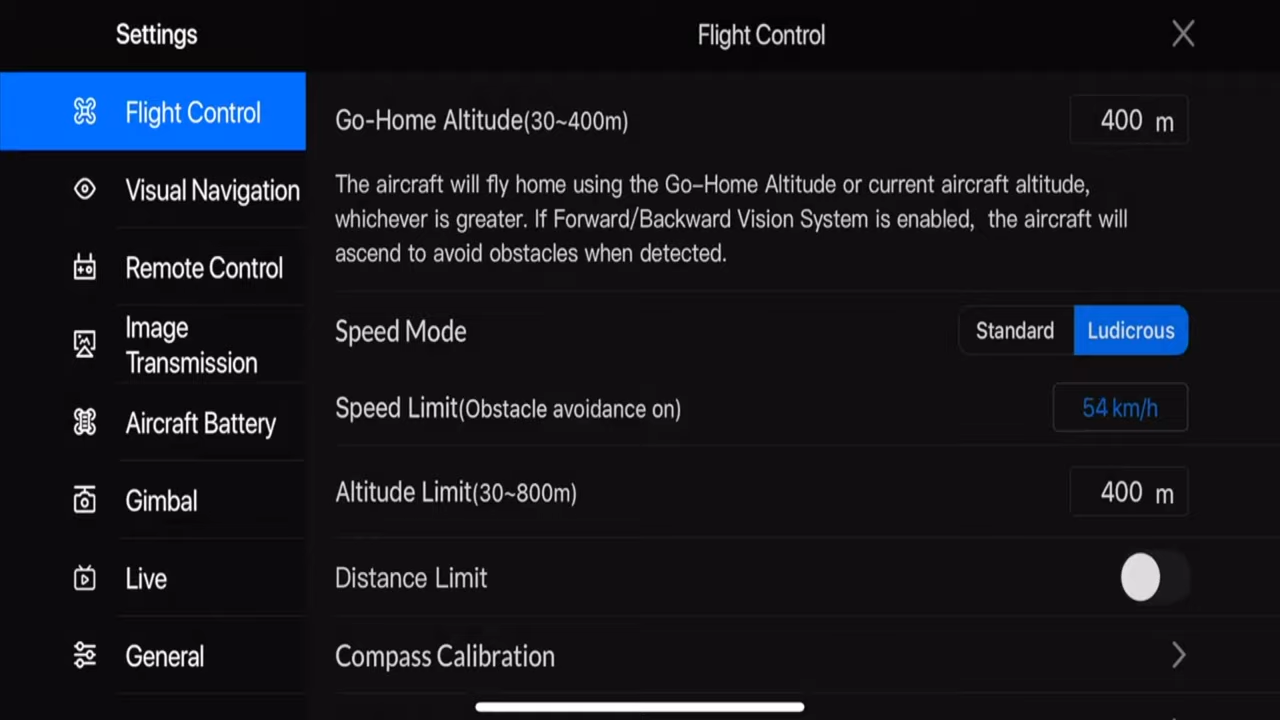 Settings
Flight Control
Flight Control
Visual Navigation
Remote Control
Image
Transmission
Aircraft Battery
Gimbal
Live
General
Go-Home Altitude(30~400m)
400 m
The aircraft will fly home using the Go-Home Altitude or current aircraft altitude,
whichever is greater. If Forward/Backward Vision System is enabled, the aircraft will
ascend to avoid obstacles when detected.
Speed Mode
Standard
Ludicrous
Speed Limit(Obstacle avoidance on)
54 km/h
Altitude Limit(30~800m)
400 m
Distance Limit
Compass Calibration